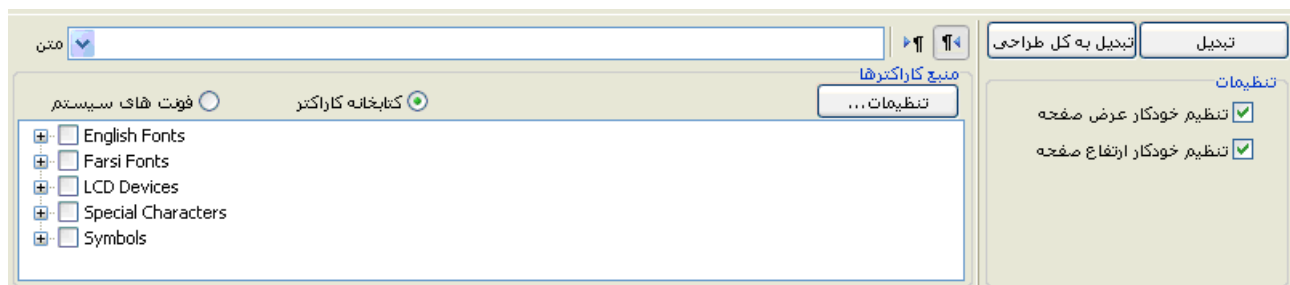 متن
¶ ¶
تبدیل به کل طراحی
تبدیل
منبع کاراکترها
تنظیمات
فونت های سیستم
کتابخانه کاراکتر
تنظیمات...
تنظیم خودکار عرض صفحه
تنظیم خودکار ارتفاع صفحه
English Fonts
Farsi Fonts
LCD Devices
Special Characters
Symbols